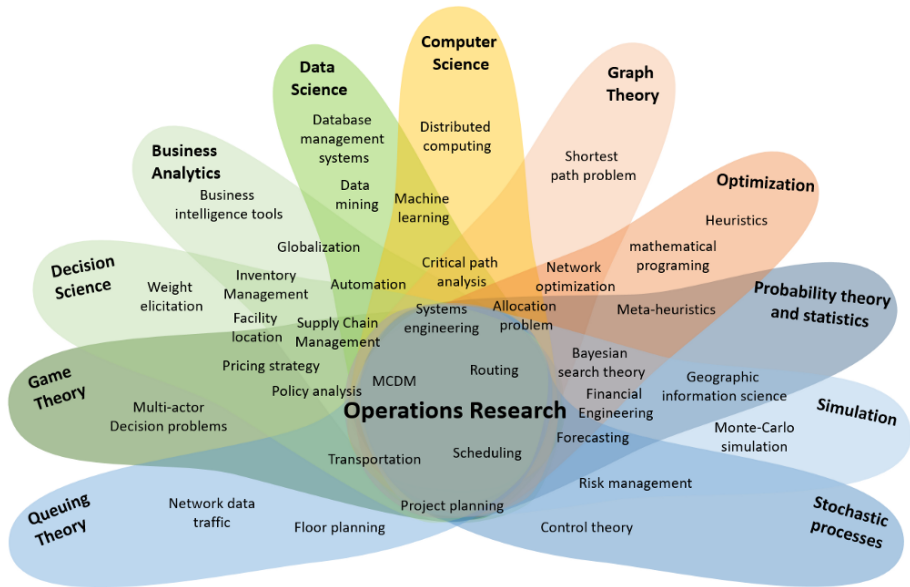 Computer
Science
Data
Science
Graph
Theory
Database
management
systems
Distributed
computing
Business
Analytics
Shortest
path problem
Optimization
Data
mining
Business
intelligence tools
Machine
learning
Heuristics
Globalization
mathematical
programing
Decision
Science
Critical path
analysis
Network
optimization
Weight
elicitation
Inventory
Management
Automation
Probability theory
and statistics
Facility
location
Supply Chain
Management
Systems
engineering
Allocation
problem
Meta-heuristics
Pricing strategy
Game
Theory
Policy analysis
MCDM
Routing
Bayesian
search theory
Geographic
information science
Financial
Engineering
Operations Research
Multi-actor
Decision problems
Simulation
Monte-Carlo
simulation
Forecasting
Transportation
Scheduling
Risk management
Queuing
Theory
Network data
traffic
Floor planning
Project planning
Control theory
Stochastic
processes